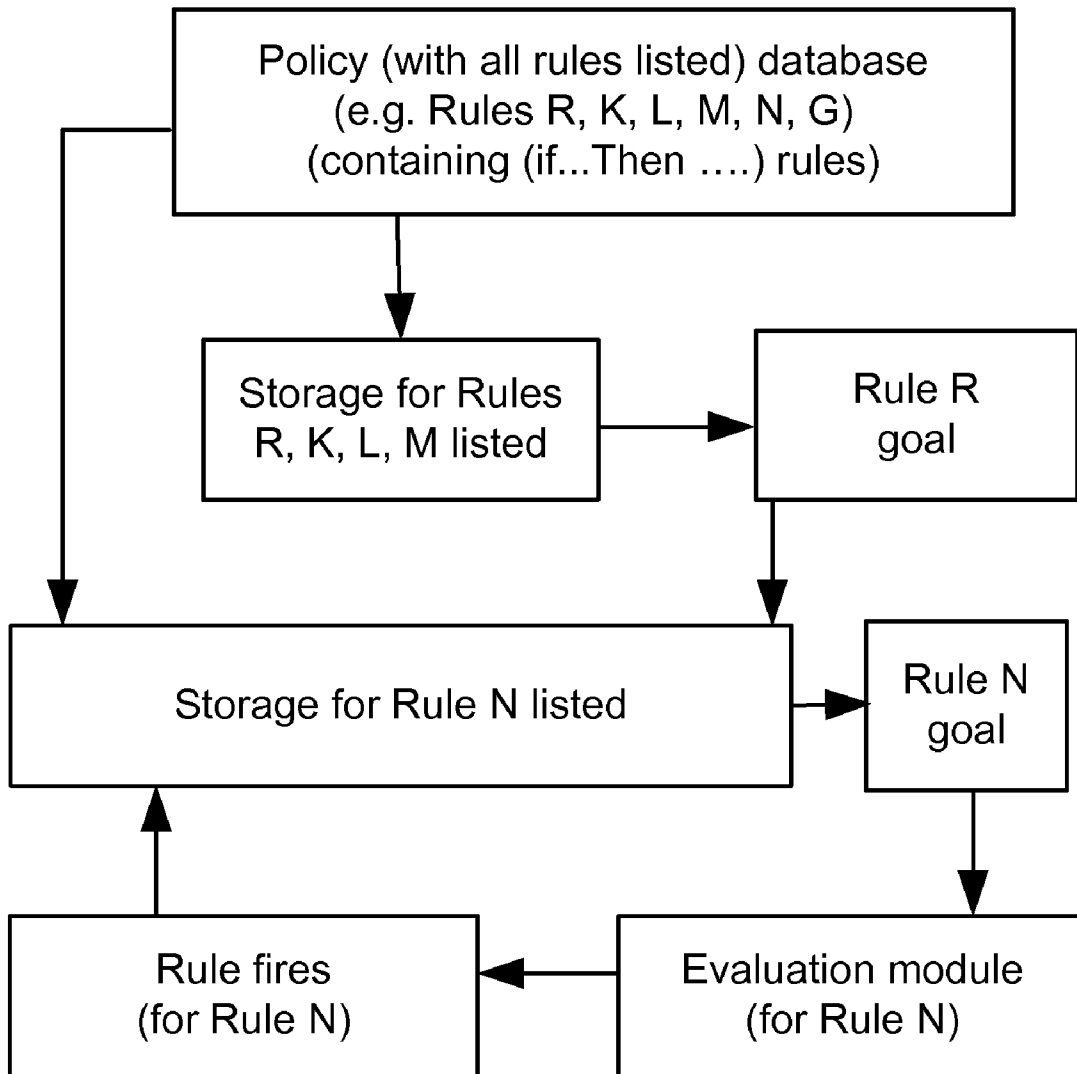 Policy (with all rules listed) database
(e.g. Rules R, K, L, M, N, G)
(containing (if...Then ....) rules)
Storage for Rules
R, K, L, M listed
Rule R
goal
Storage for Rule N listed
Rule N
goal
Rule fires
(for Rule N)
Evaluation module
(for Rule N)